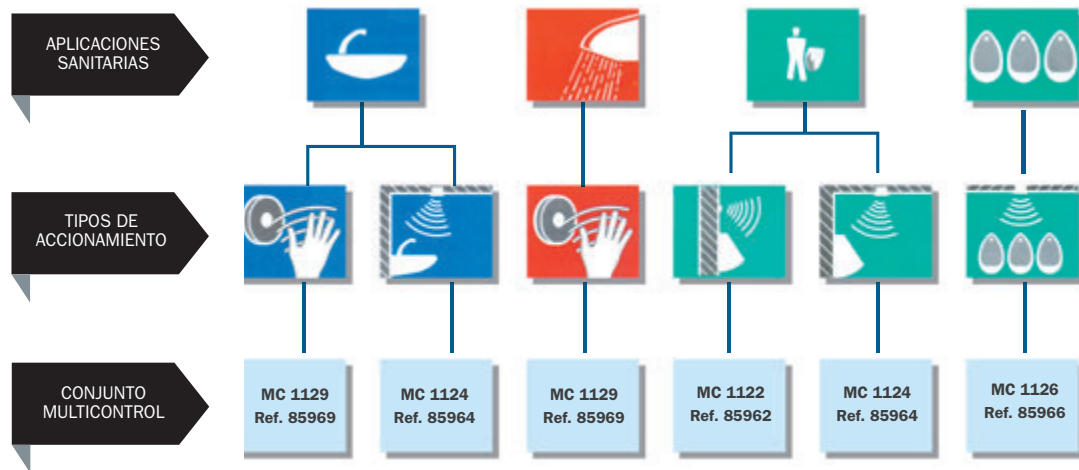 APLICACIONES
SANITARIAS
TIPOS DE
ACCIONAMIENTO
CONJUNTO
MULTICONTROL
MC 1129
Ref. 85969
MC 1124
Ref. 85964
MC 1129
Ref. 85969
MC 1122
Ref. 85962
MC 1124
Ref. 85964
MC 1126
Ref. 85966